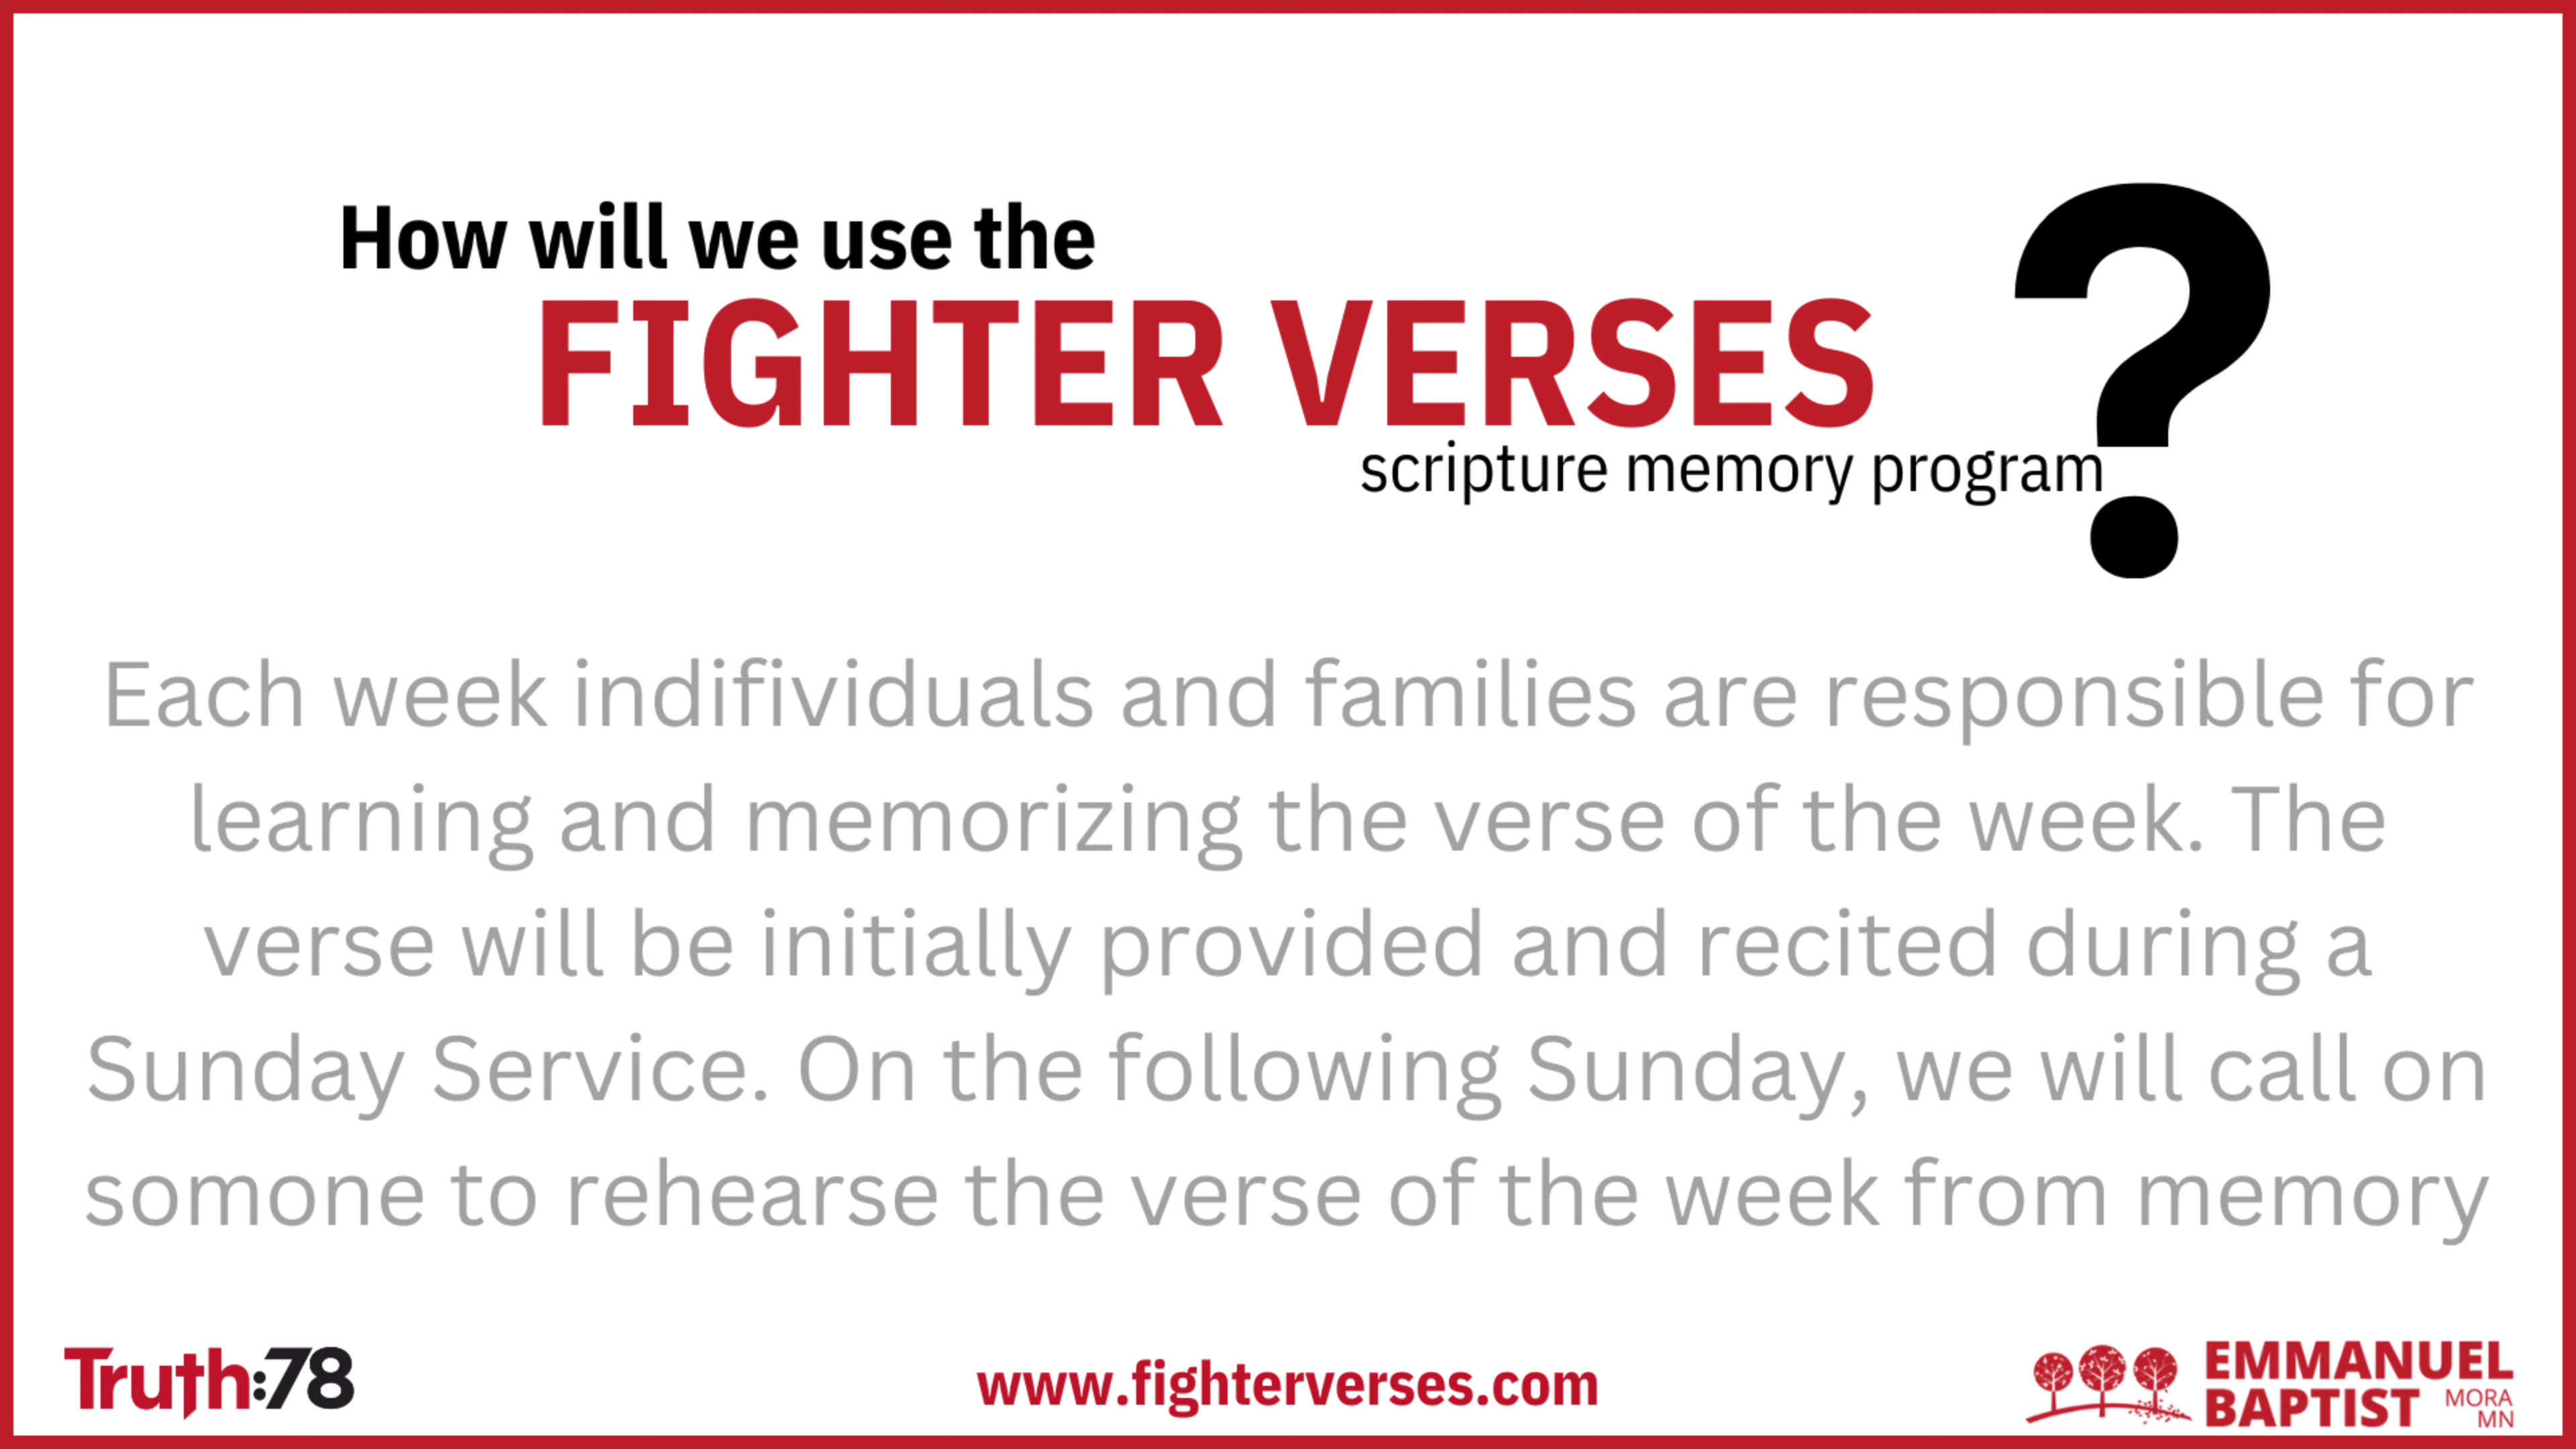 How will we use the
FIGHTER VERSES
scripture memory program
?
Each week indifividuals and families are responsible for
learning and memorizing the verse of the week. The
verse will be initially provided and recited during a
Sunday Service. On the following Sunday, we will call on
somone to rehearse the verse of the week from memory
Truth:78
www.fighterverses.com
EMMANUEL
BAPTIST
MORA
MN